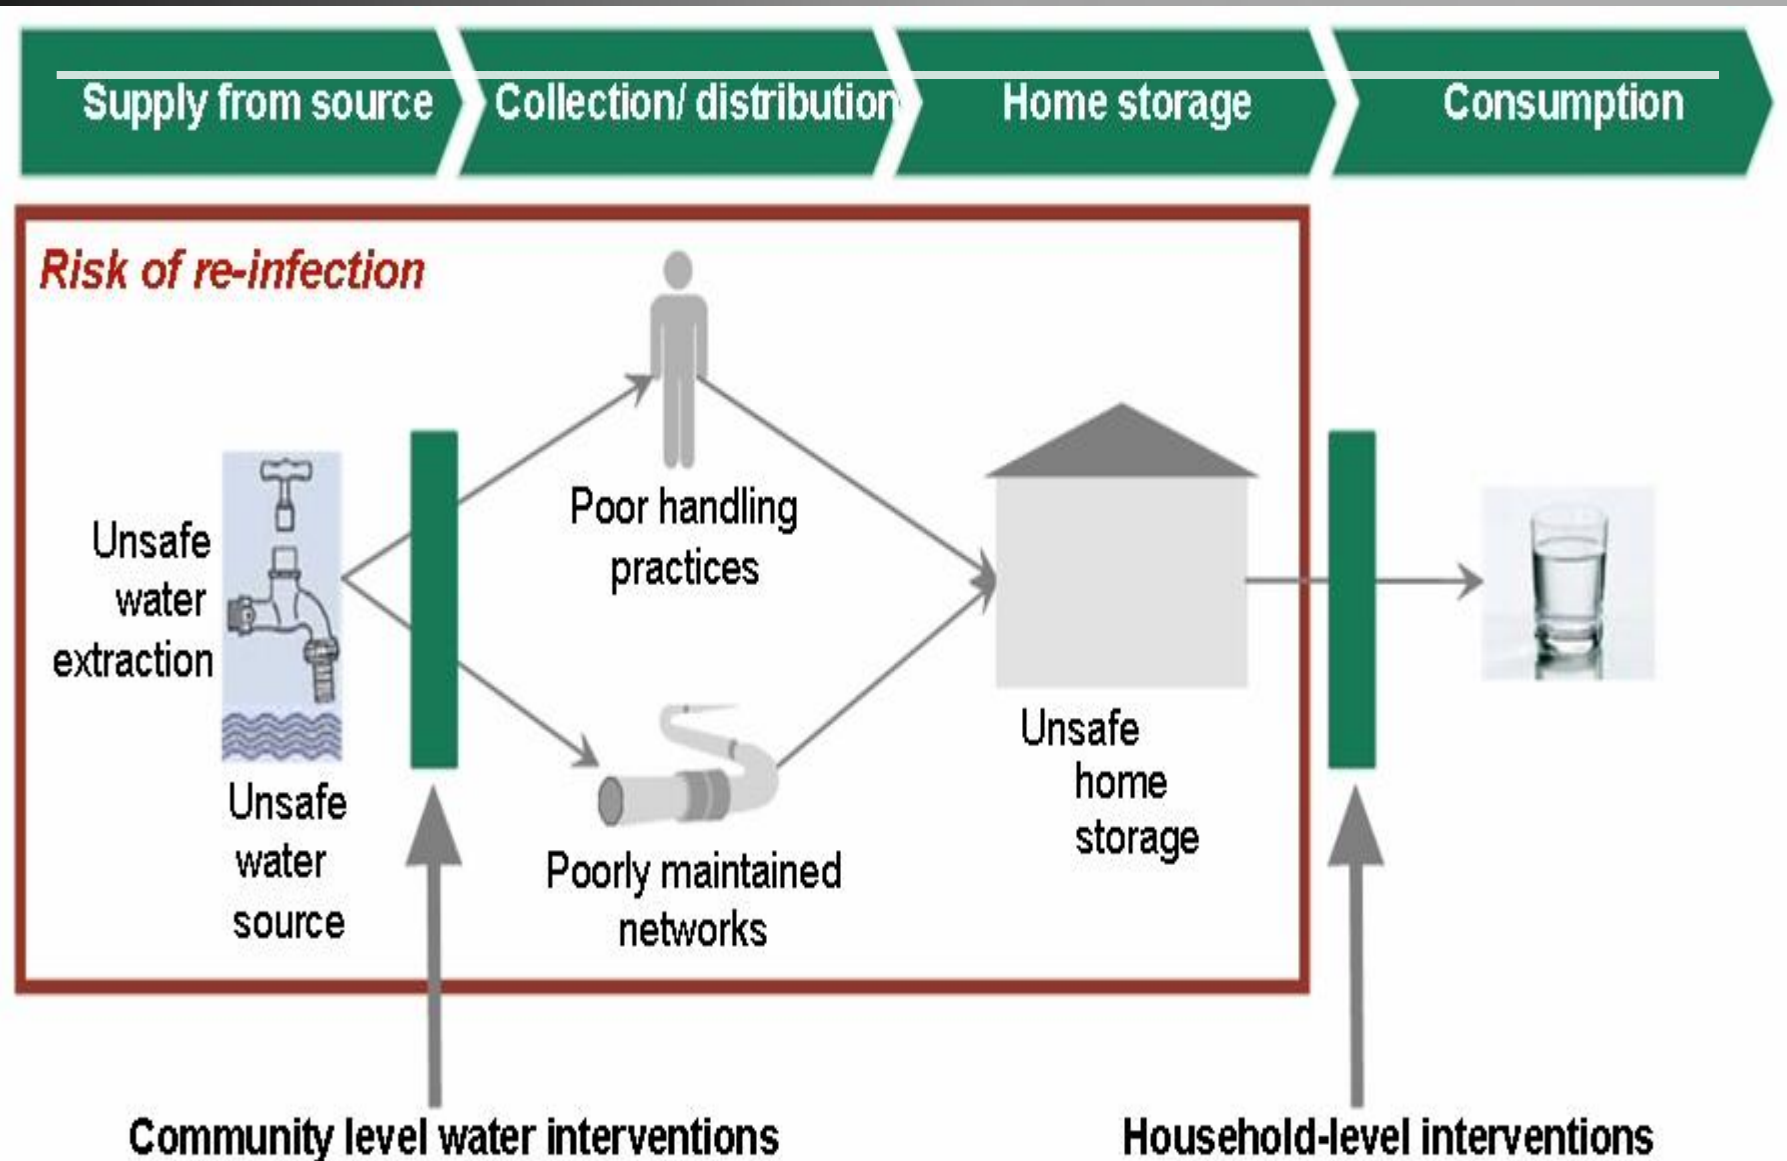 Supply from source
Collection/ distribution
Home storage
Consumption
Risk of re-infection
Unsafe
water
extraction
Unsafe
water
source
Poor handling
practices
Poorly maintained
networks
Unsafe
home
storage
Community level water interventions
Household-level interventions